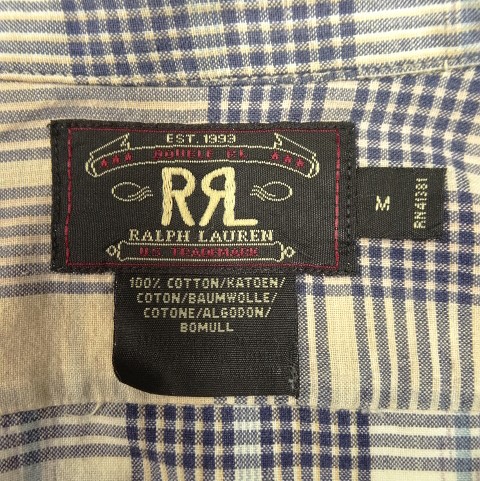 EST. 1993
DOUBLE RL
RRL
RALPH LAUREN
U.S. TRADEMARK
M
RN41381
100% COTTON/KATOEN/
COTON/BAUMWOLLE/
COTONE/ALGODON/
BOMULL